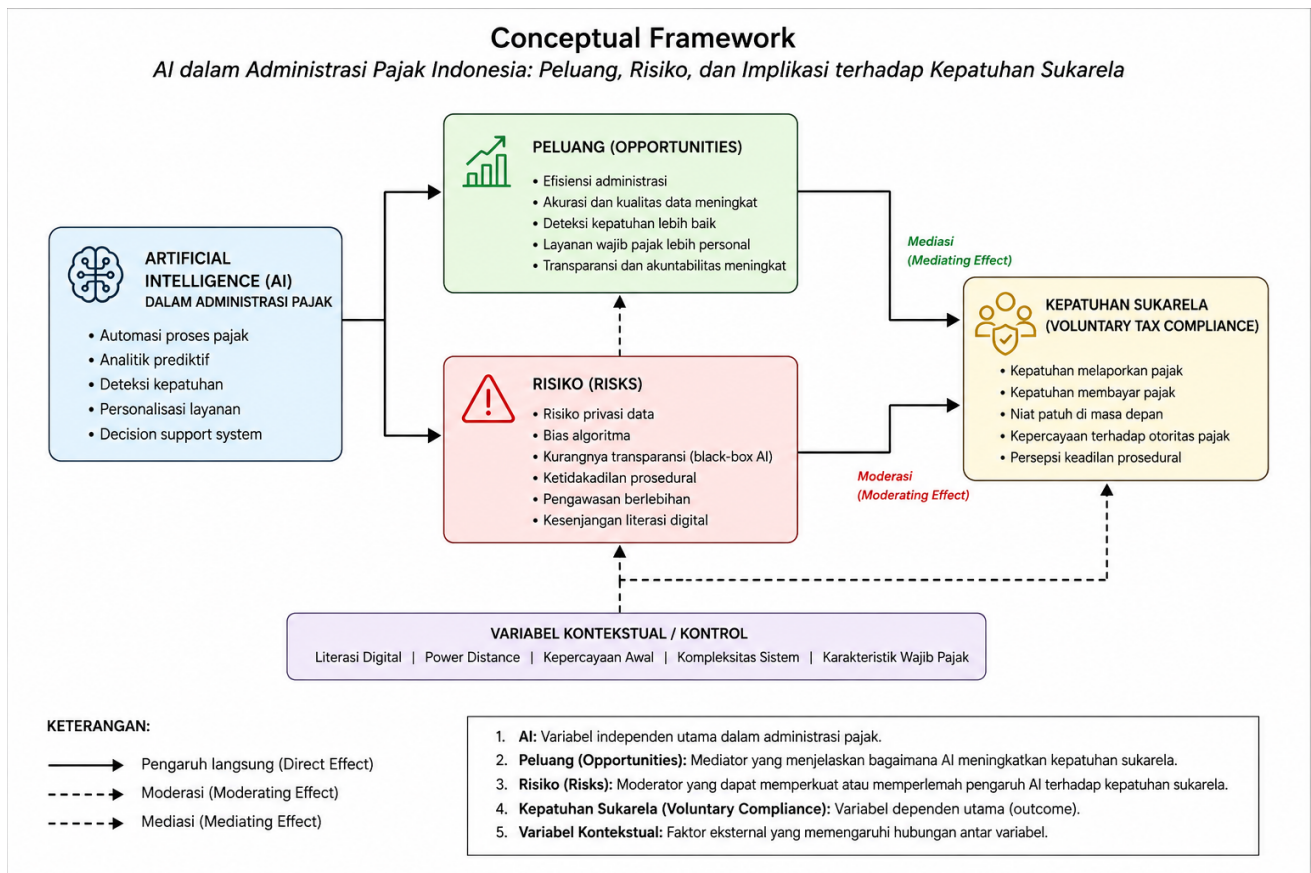 Conceptual Framework
AI dalam Administrasi Pajak Indonesia: Peluang, Risiko, dan Implikasi terhadap Kepatuhan Sukarela
ARTIFICIAL
INTELLIGENCE (AI)
DALAM ADMINISTRASI PAJAK
• Automasi proses pajak
• Analitik prediktif
• Deteksi kepatuhan
• Personalisasi layanan
• Decision support system
PELUANG (OPPORTUNITIES)
• Efisiensi administrasi
• Akurasi dan kualitas data meningkat
• Deteksi kepatuhan lebih baik
• Layanan wajib pajak lebih personal
• Transparansi dan akuntabilitas meningkat
RISIKO (RISKS)
• Risiko privasi data
• Bias algoritma
• Kurangnya transparansi (black-box AI)
• Ketidakadilan prosedural
• Pengawasan berlebihan
• Kesenjangan literasi digital
Mediasi
(Mediating Effect)
Moderasi
(Moderating Effect)
KEPATUHAN SUKARELA
(VOLUNTARY TAX COMPLIANCE)
• Kepatuhan melaporkan pajak
• Kepatuhan membayar pajak
• Niat patuh di masa depan
• Kepercayaan terhadap otoritas pajak
• Persepsi keadilan prosedural
VARIABEL KONTEKSTUAL / KONTROL
Literasi Digital | Power Distance | Kepercayaan Awal | Kompleksitas Sistem | Karakteristik Wajib Pajak
KETERANGAN:
Pengaruh langsung (Direct Effect)
Moderasi (Moderating Effect)
Mediasi (Mediating Effect)
1. AI: Variabel independen utama dalam administrasi pajak.
2. Peluang (Opportunities): Mediator yang menjelaskan bagaimana AI meningkatkan kepatuhan sukarela.
3. Risiko (Risks): Moderator yang dapat memperkuat atau memperlemah pengaruh AI terhadap kepatuhan sukarela.
4. Kepatuhan Sukarela (Voluntary Compliance): Variabel dependen utama (outcome).
5. Variabel Kontekstual: Faktor eksternal yang memengaruhi hubungan antar variabel.